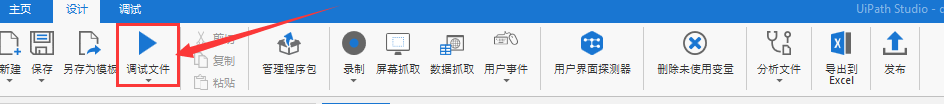 主页 设计 调试 UiPath Studio -
剪切
新建 保存 另存为模板 调试文件 复制 管理程序包 录制 屏幕抓取 数据抓取 用户事件 用户界面探测器 删除未使用变量 分析文件 导出到 发布
粘贴 Excel